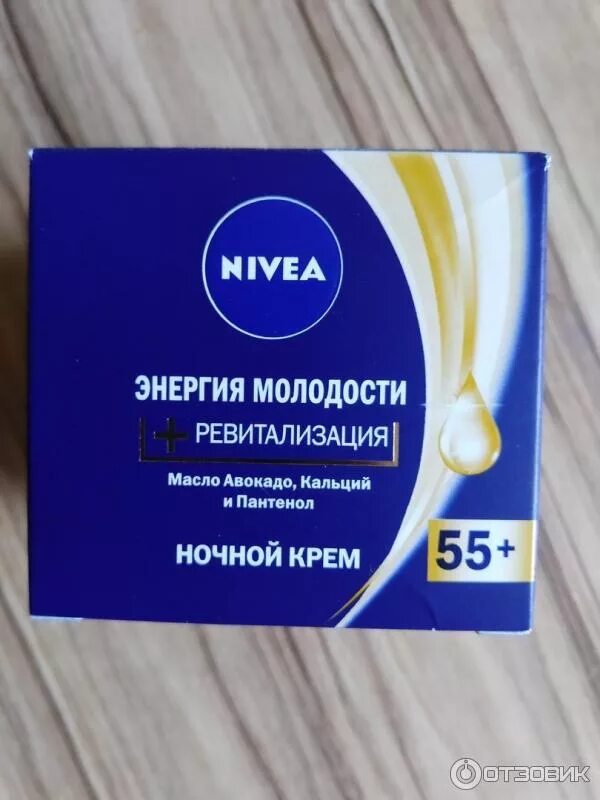 NIVEA
ЭНЕРГИЯ МОЛОДОСТИ
+ РЕВИТАЛИЗАЦИЯ
Масло Авокадо, Кальций
и Пантенол
НОЧНОЙ КРЕМ
55+
ОТЗОВИК